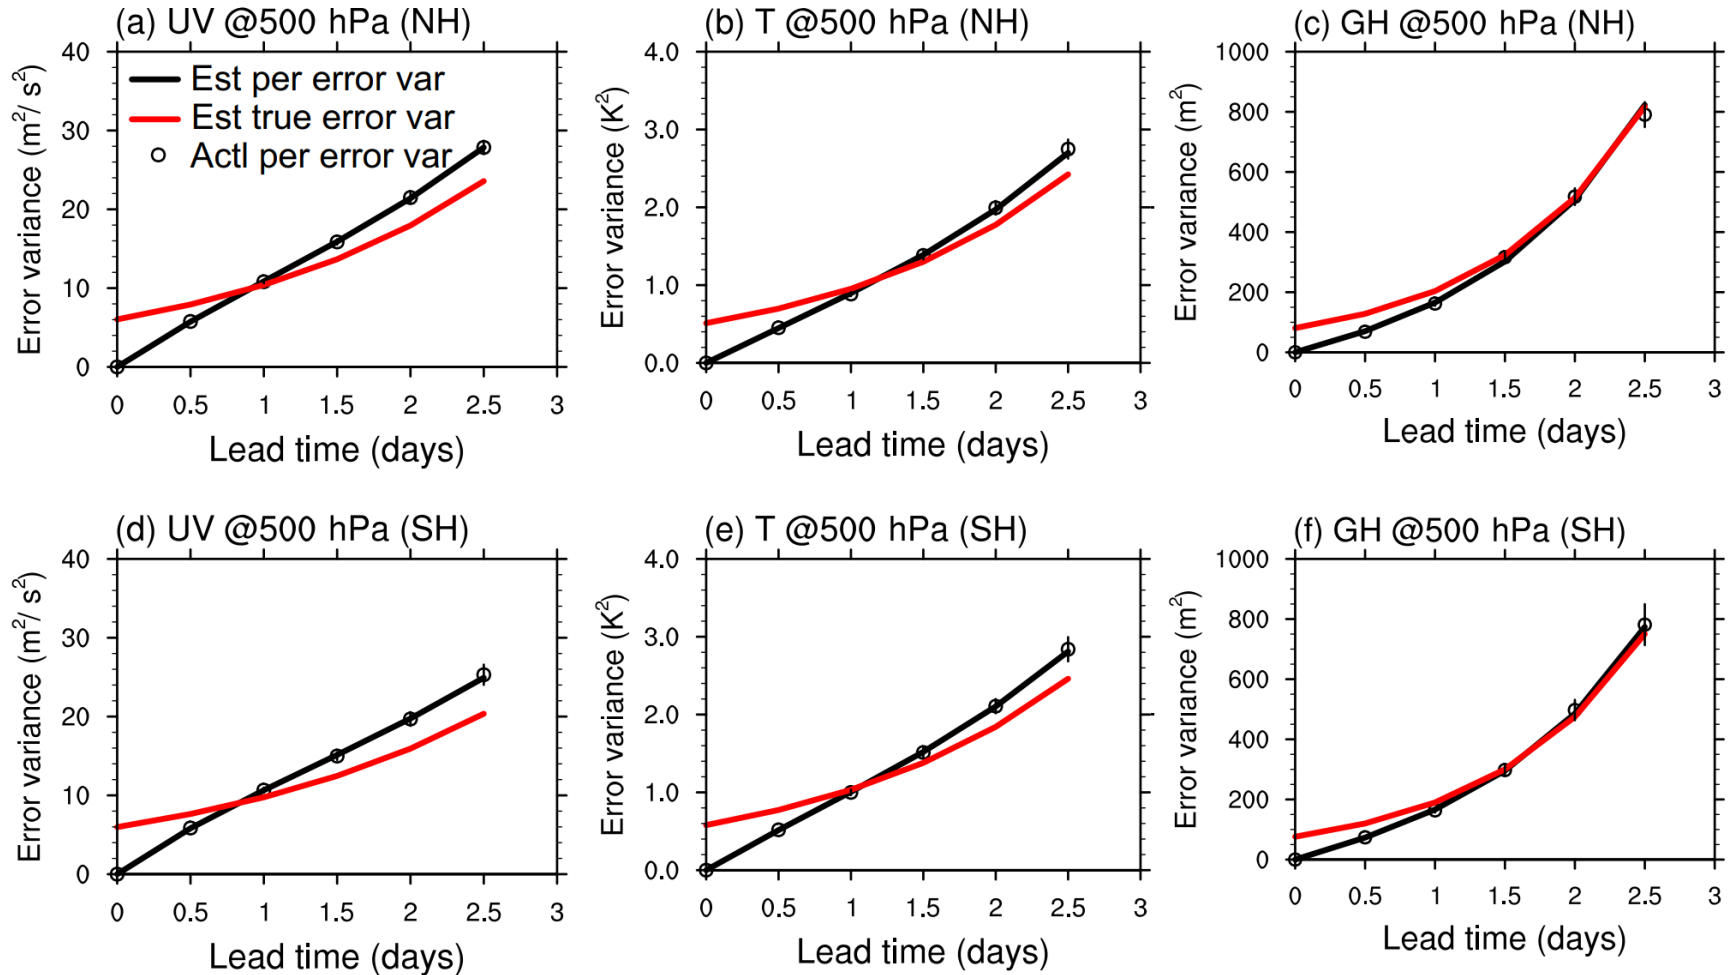 (a) UV @500 hPa (NH)
40
30
20
10
0
Error variance (m²/ s²)
Est per error var
Est true error var
Actl per error var
0 0.5 1 1.5 2 2.5 3
Lead time (days)
(b) T @500 hPa (NH)
4.0
3.0
2.0
1.0
0.0
Error variance (K²)
0 0.5 1 1.5 2 2.5 3
Lead time (days)
(c) GH @500 hPa (NH)
1000
800
600
400
200
0
Error variance (m²)
0 0.5 1 1.5 2 2.5 3
Lead time (days)
(d) UV @500 hPa (SH)
40
30
20
10
0
Error variance (m²/ s²)
0 0.5 1 1.5 2 2.5 3
Lead time (days)
(e) T @500 hPa (SH)
4.0
3.0
2.0
1.0
0.0
Error variance (K²)
0 0.5 1 1.5 2 2.5 3
Lead time (days)
(f) GH @500 hPa (SH)
1000
800
600
400
200
0
Error variance (m²)
0 0.5 1 1.5 2 2.5 3
Lead time (days)